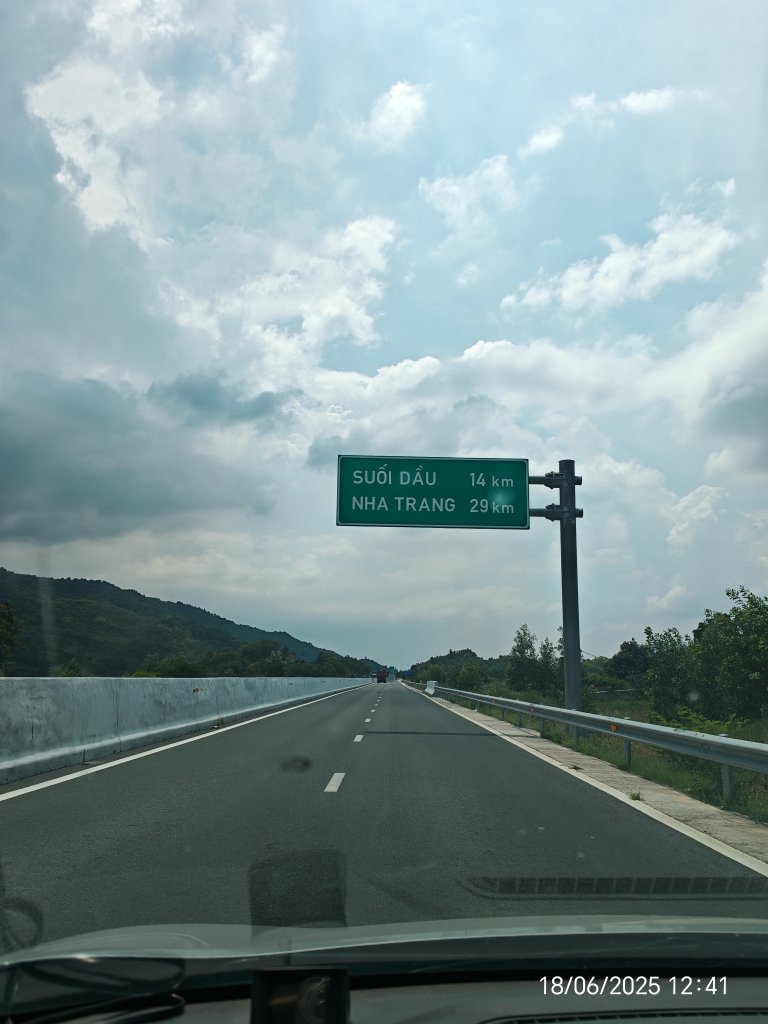 SUỐI DẦU 14 km
NHA TRANG 29 km
18/06/2025 12:41